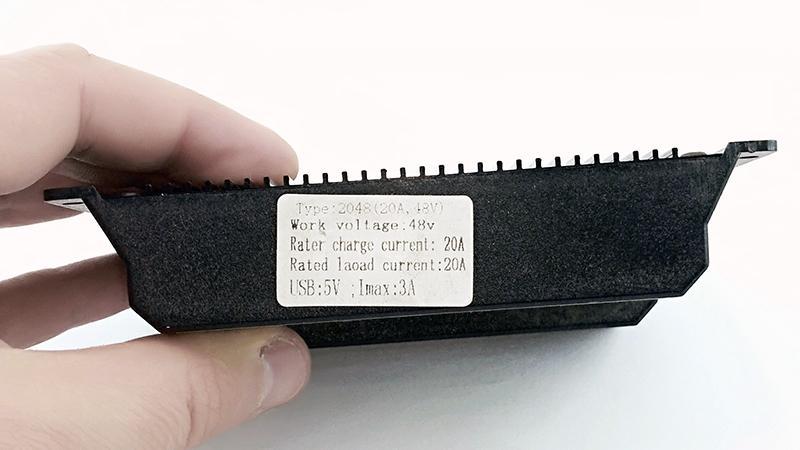 Type:2048(20A,48V)
Work voltage:48v
Rater charge current: 20A
Rated laoad current:20A
USB:5V ;Imax:3A